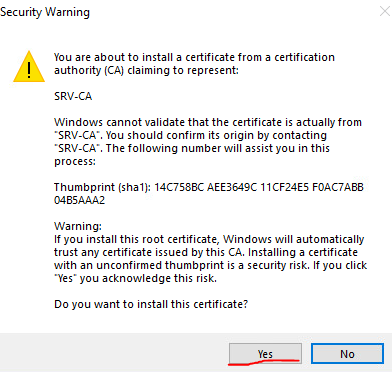 Security Warning
You are about to install a certificate from a certification
authority (CA) claiming to represent:
SRV-CA
Windows cannot validate that the certificate is actually from
"SRV-CA". You should confirm its origin by contacting
"SRV-CA". The following number will assist you in this
process:
Thumbprint (sha1): 14C758BC AEE3649C 11CF24E5 F0AC7ABB
04B5AAA2
Warning:
If you install this root certificate, Windows will automatically
trust any certificate issued by this CA. Installing a certificate
with an unconfirmed thumbprint is a security risk. If you click
"Yes" you acknowledge this risk.
Do you want to install this certificate?
Yes
No